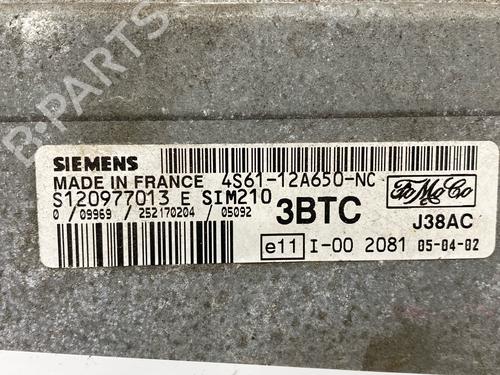 B-PARTS
SIEMENS
MADE IN FRANCE 4S61-12A650-NC
S120977013 E SIM210
0 / 09969 / 252170204 / 05092
3BTC
FoMoCo
J38AC
e11 I-00 2081 05-04-02